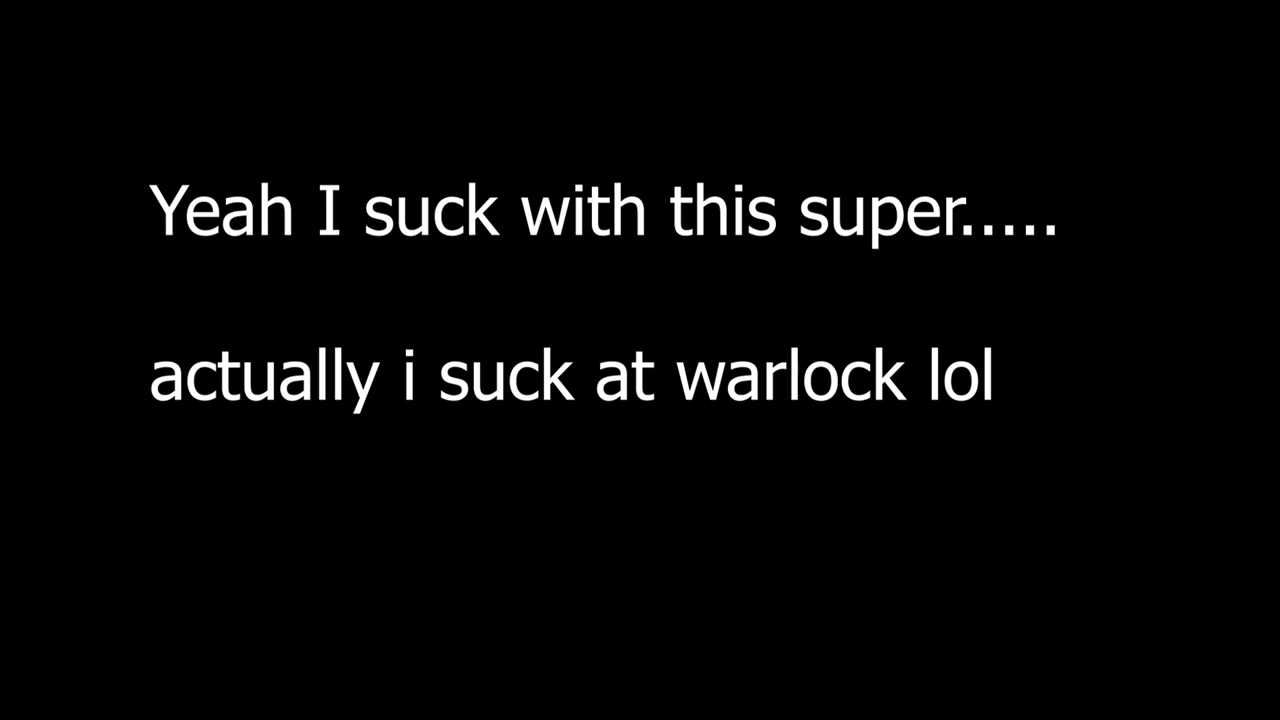 Yeah I suck with this super.....
actually i suck at warlock lol